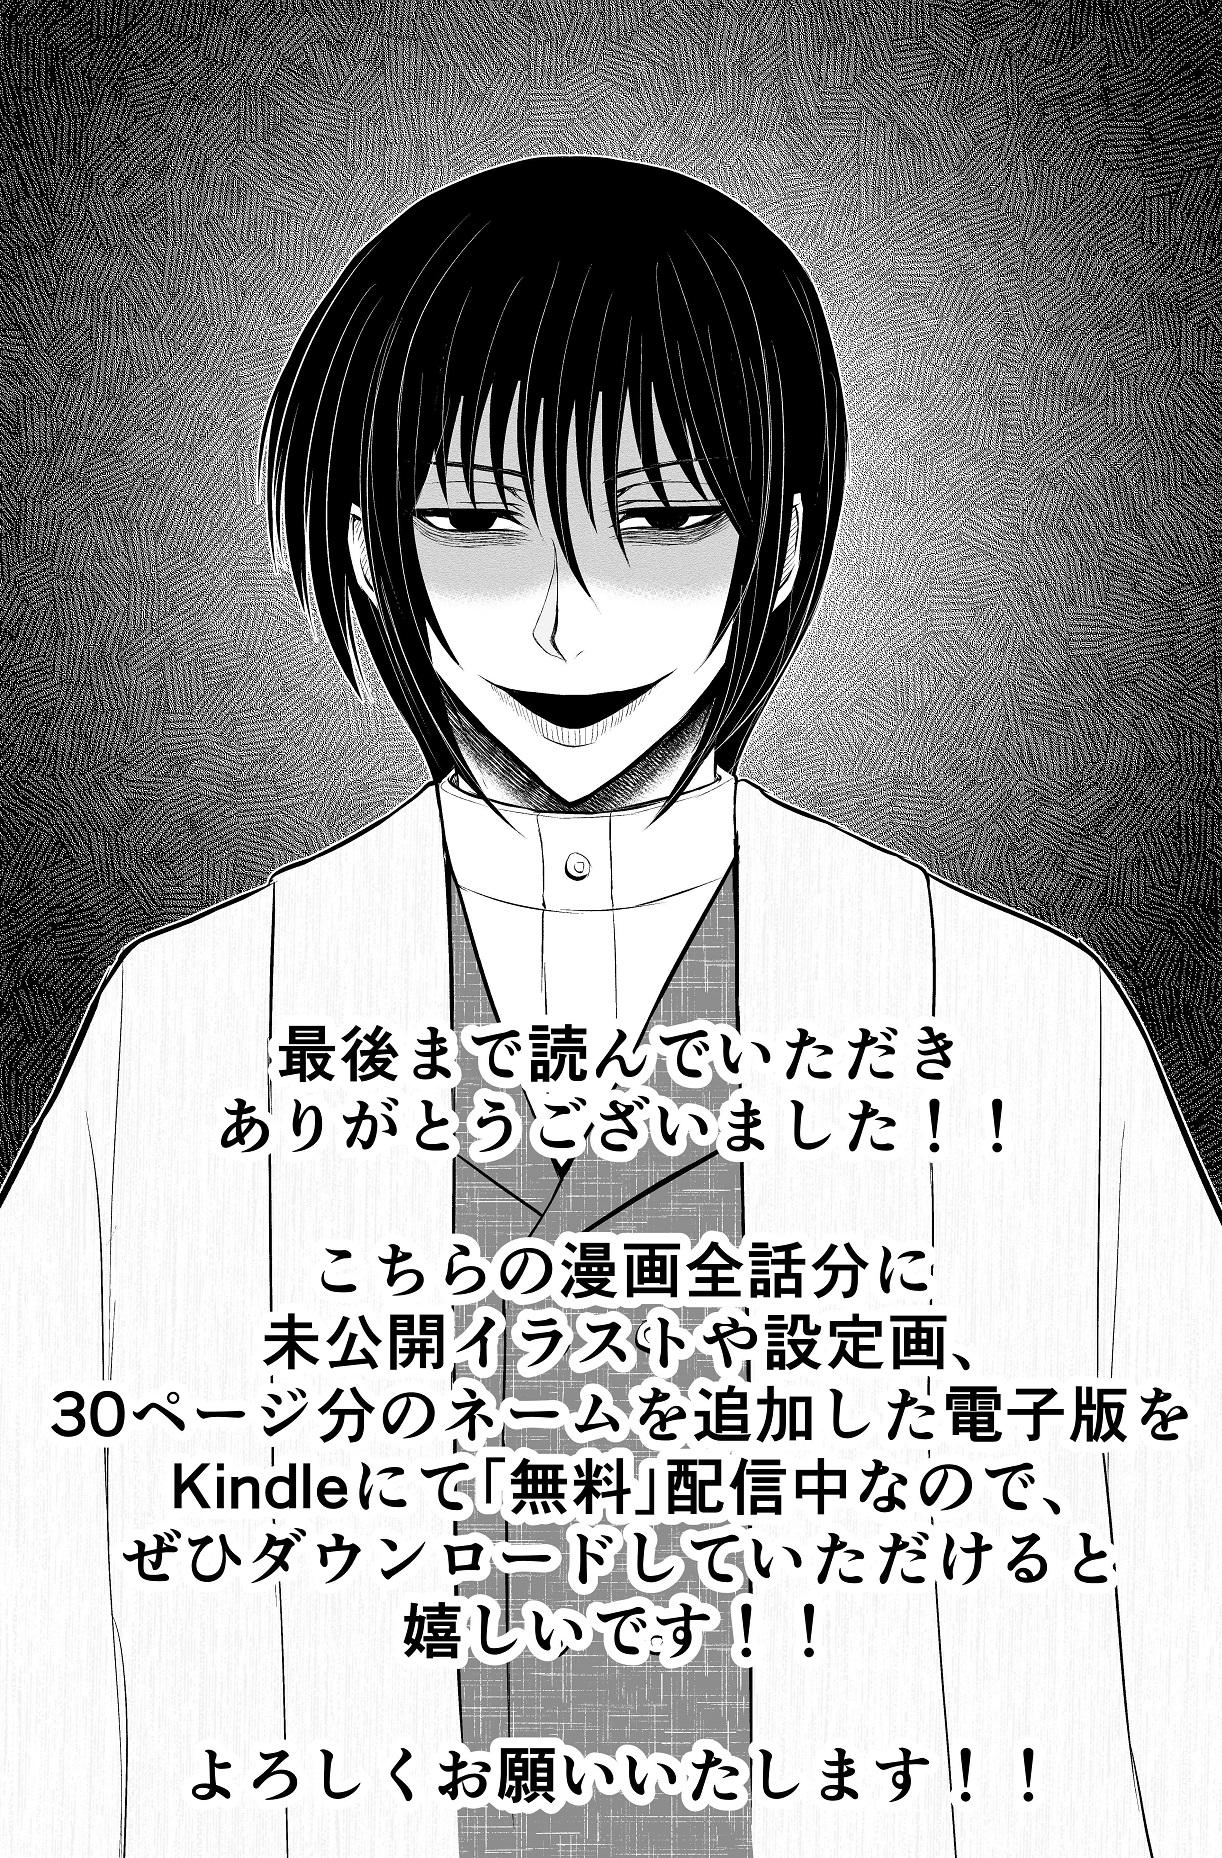 最後まで読んでいただき
ありがとうございました！！
こちらの漫画全話分に
未公開イラストや設定画、
30ページ分のネームを追加した電子版を
Kindleにて「無料」配信中なので、
ぜひダウンロードしていただけると
嬉しいです！！
よろしくお願いいたします！！